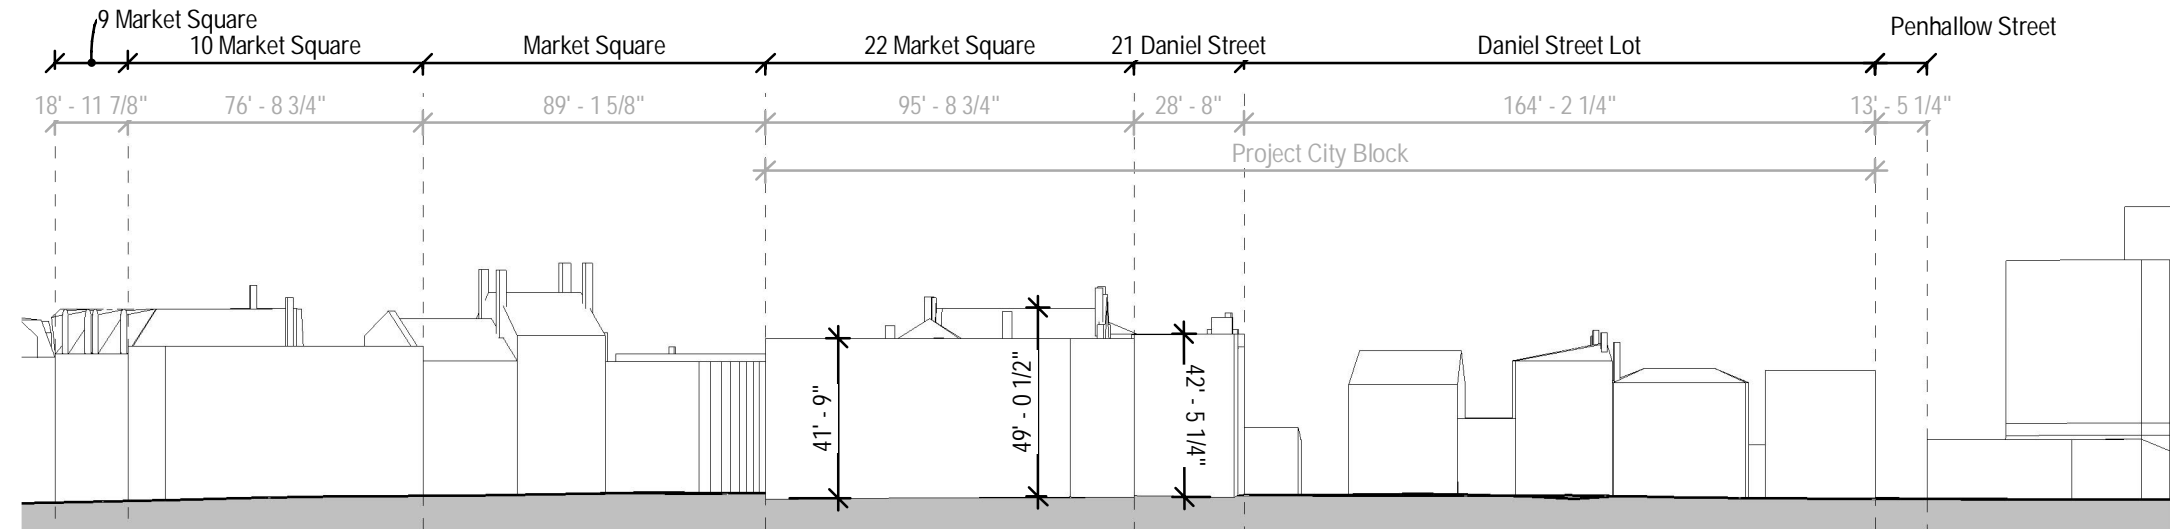 9 Market Square
10 Market Square
Market Square
22 Market Square
21 Daniel Street
Daniel Street Lot
Penhallow Street
18' - 11 7/8"
76' - 8 3/4"
89' - 1 5/8"
95' - 8 3/4"
28' - 8"
164' - 2 1/4"
13' - 5 1/4"
Project City Block
41' - 9"
49' - 0 1/2"
42' - 5 1/4"